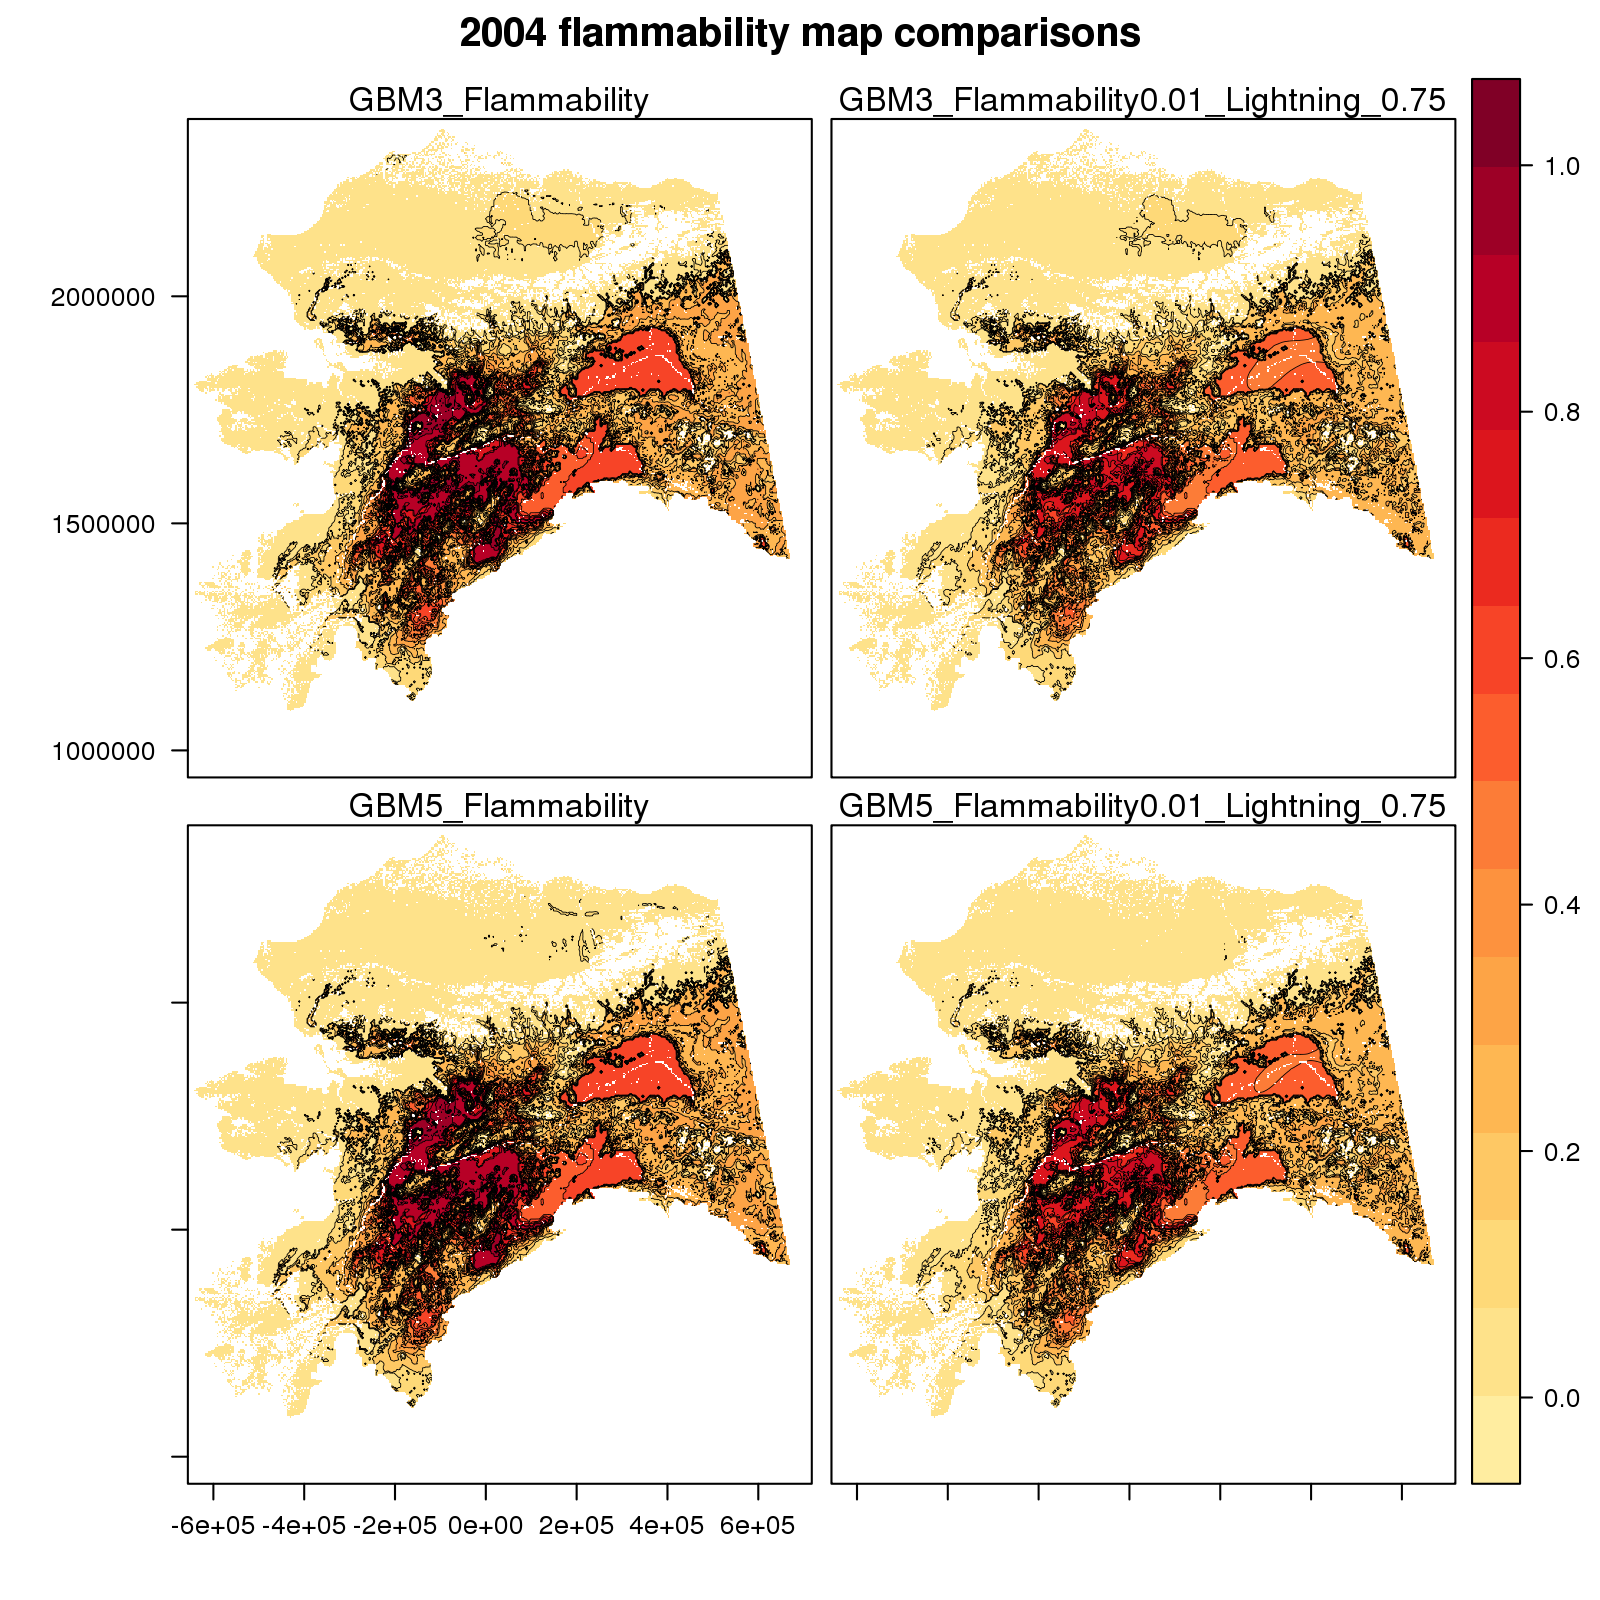 2004 flammability map comparisons
GBM3_Flammability
GBM3_Flammability0.01_Lightning_0.75
1.0
0.8
0.6
0.4
0.2
0.0
2000000
1500000
1000000
GBM5_Flammability
GBM5_Flammability0.01_Lightning_0.75
-6e+05 -4e+05 -2e+05 0e+00 2e+05 4e+05 6e+05